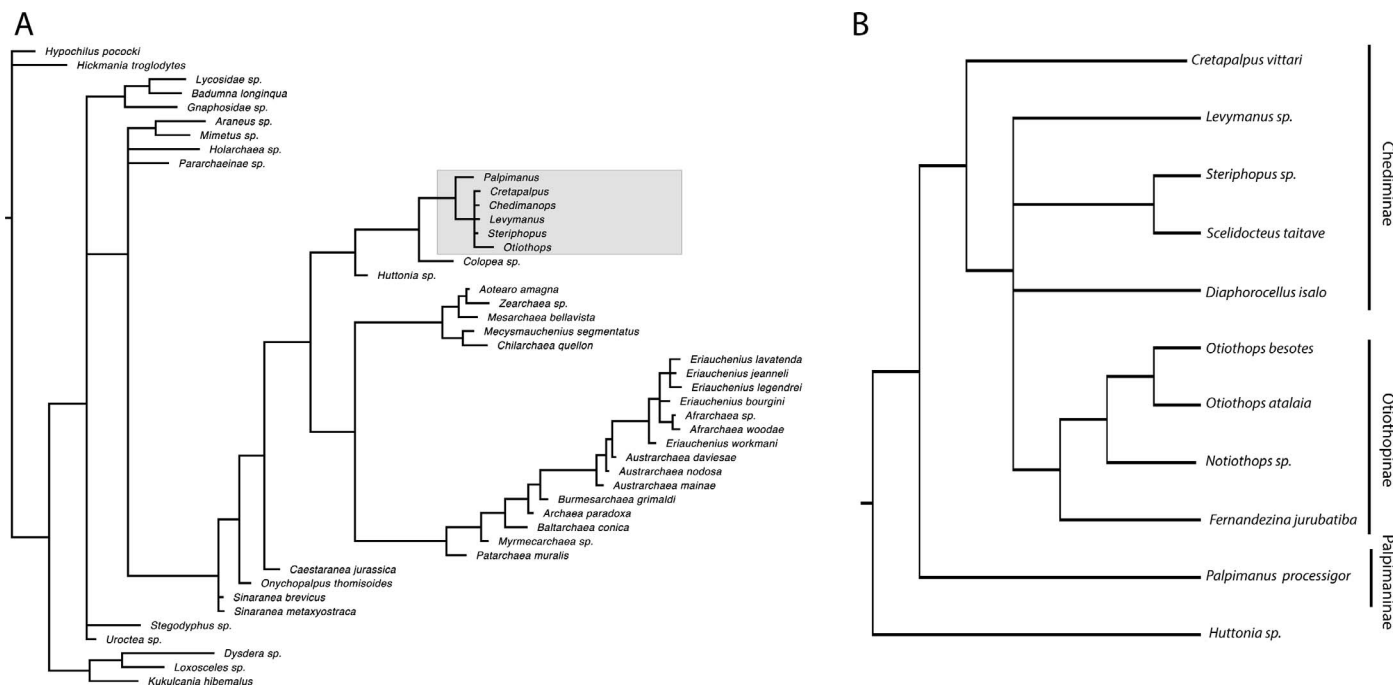 A
Hypochilus pococki
Hickmania troglodytes
Lycosidae sp.
Badumna longinqua
Gnaphosidae sp.
Araneus sp.
Mimetus sp.
Holarchaea sp.
Pararchaeinae sp.
Palpimanus
Cretapalpus
Chedimanops
Levymanus
Steriphopus
Otiothops
Colopea sp.
Huttonia sp.
Aotearo amagna
Zearchaea sp.
Mesarchaea bellavista
Mecysmauchenius segmentatus
Chilarchaea quellon
Eriauchenius lavatenda
Eriauchenius jeanneli
Eriauchenius legendrei
Eriauchenius bourgini
Afrarchaea sp.
Afrarchaea woodae
Eriauchenius workmani
Austrarchaea daviesae
Austrarchaea nodosa
Austrarchaea mainae
Burmesarchaea grimaldi
Archaea paradoxa
Baltarchaea conica
Myrmecarchaea sp.
Patarchaea muralis
Caestaranea jurassica
Onychopalpus thomisoides
Sinaranea brevicus
Sinaranea metaxyostraca
Stegodyphus sp.
Uroctea sp.
Dysdera sp.
Loxosceles sp.
Kukulcania hibernalus
B
Cretapalpus vittari
Levymanus sp.
Steriphopus sp.
Scelidocteus taitave
Diaphorocellus isalo
Otiothops besotes
Otiothops atalaia
Notiothops sp.
Fernandezina jurubatiba
Palpimanus processigor
Huttonia sp.
Chediminae
Otiothopinae
Palpimaninae